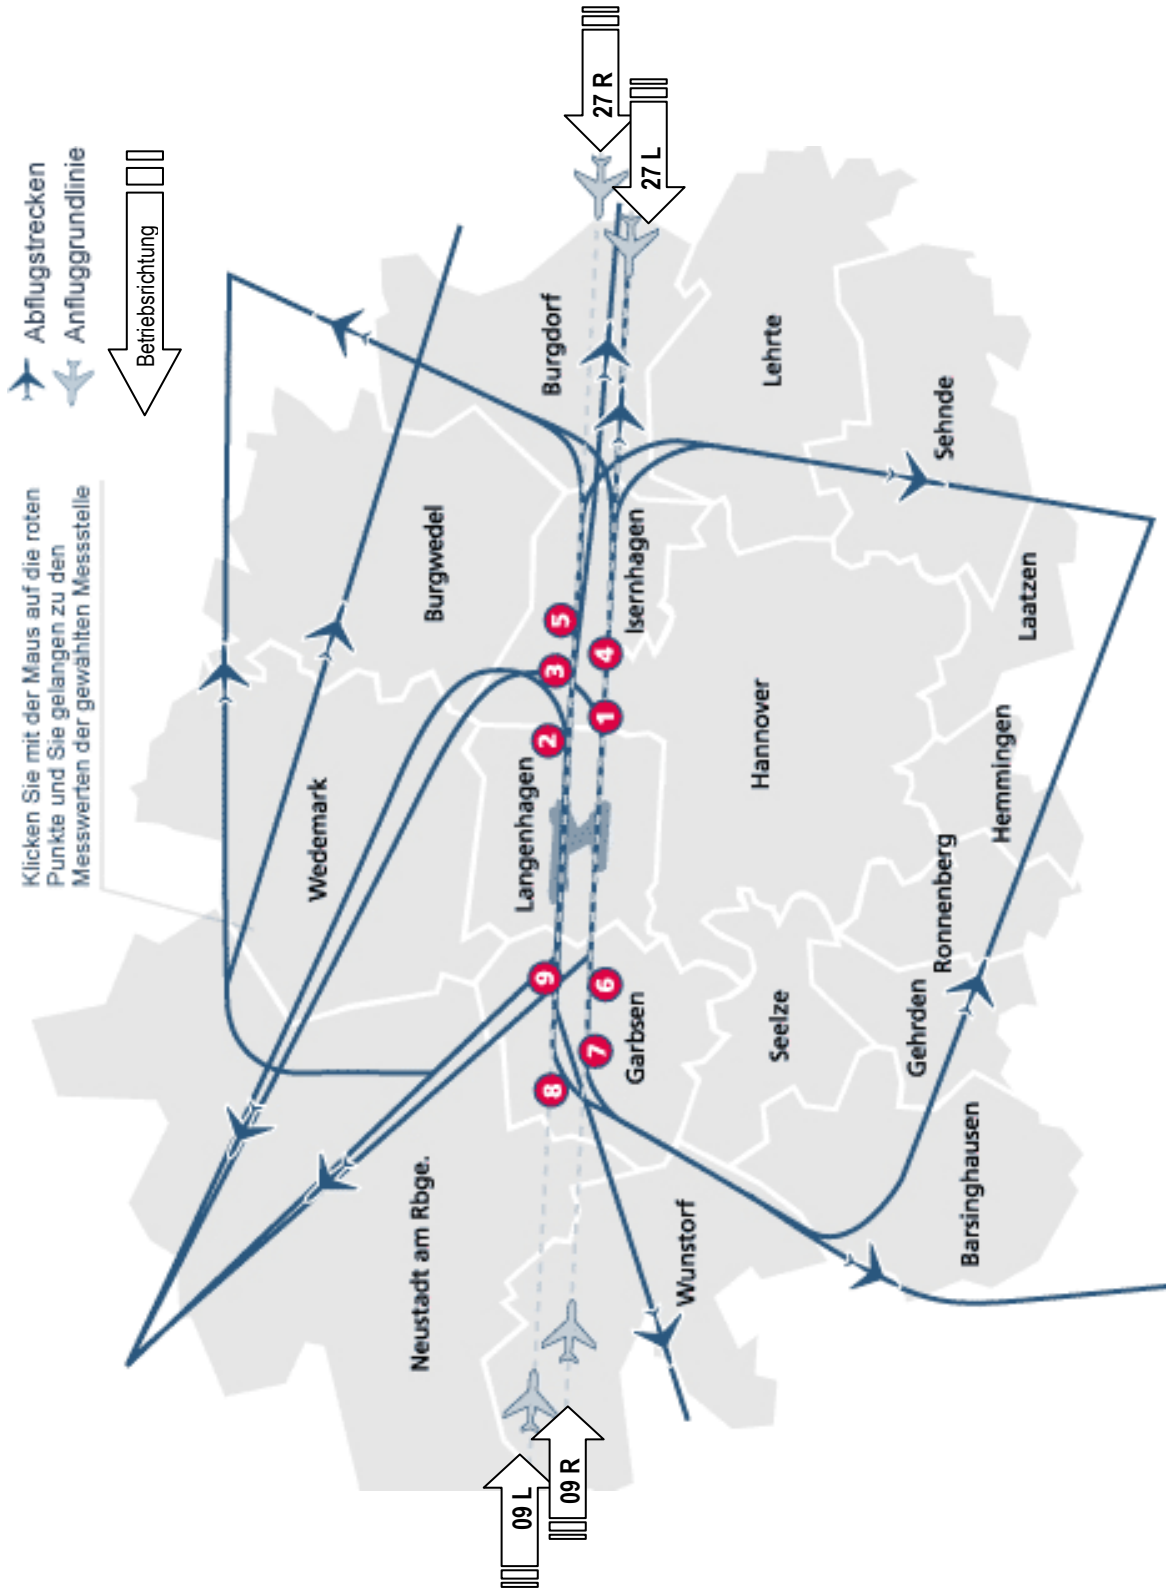 Klicken Sie mit der Maus auf die roten
Punkte und Sie gelangen zu den
Messwerten der gewählten Messstelle
Abflugstrecken
Anfluggrundlinie
Betriebsrichtung
Neustadt am Rbge.
Wedemark
Burgwedel
Langenhagen
Burgdorf
09 L
09 R
27 R
27 L
8
9
2
3
5
7
6
1
4
Wunstorf
Garbsen
Isernhagen
Seelze
Hannover
Lehrte
Barsinghausen
Gehrden
Ronnenberg
Hemmingen
Laatzen
Sehnde